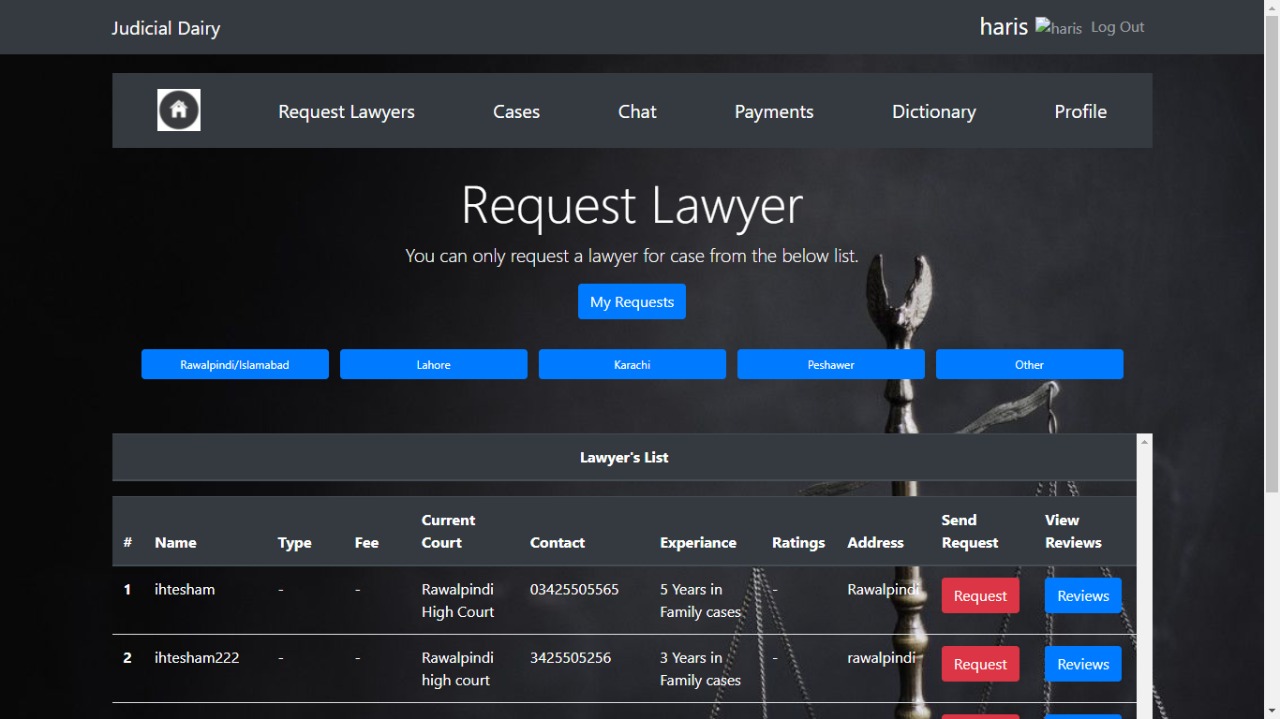 Judicial Dairy
haris haris Log Out
Request Lawyers Cases Chat Payments Dictionary Profile
Request Lawyer
You can only request a lawyer for case from the below list.
My Requests
Rawalpindi/Islamabad Lahore Karachi Peshawer Other
Lawyer's List
# Name Type Fee Current Court Contact Experiance Ratings Address Send Request View Reviews
1 ihtesham - - Rawalpindi High Court 03425505565 5 Years in Family cases - Rawalpindi Request Reviews
2 ihtesham222 - - Rawalpindi high court 3425505256 3 Years in Family cases - rawalpindi Request Reviews